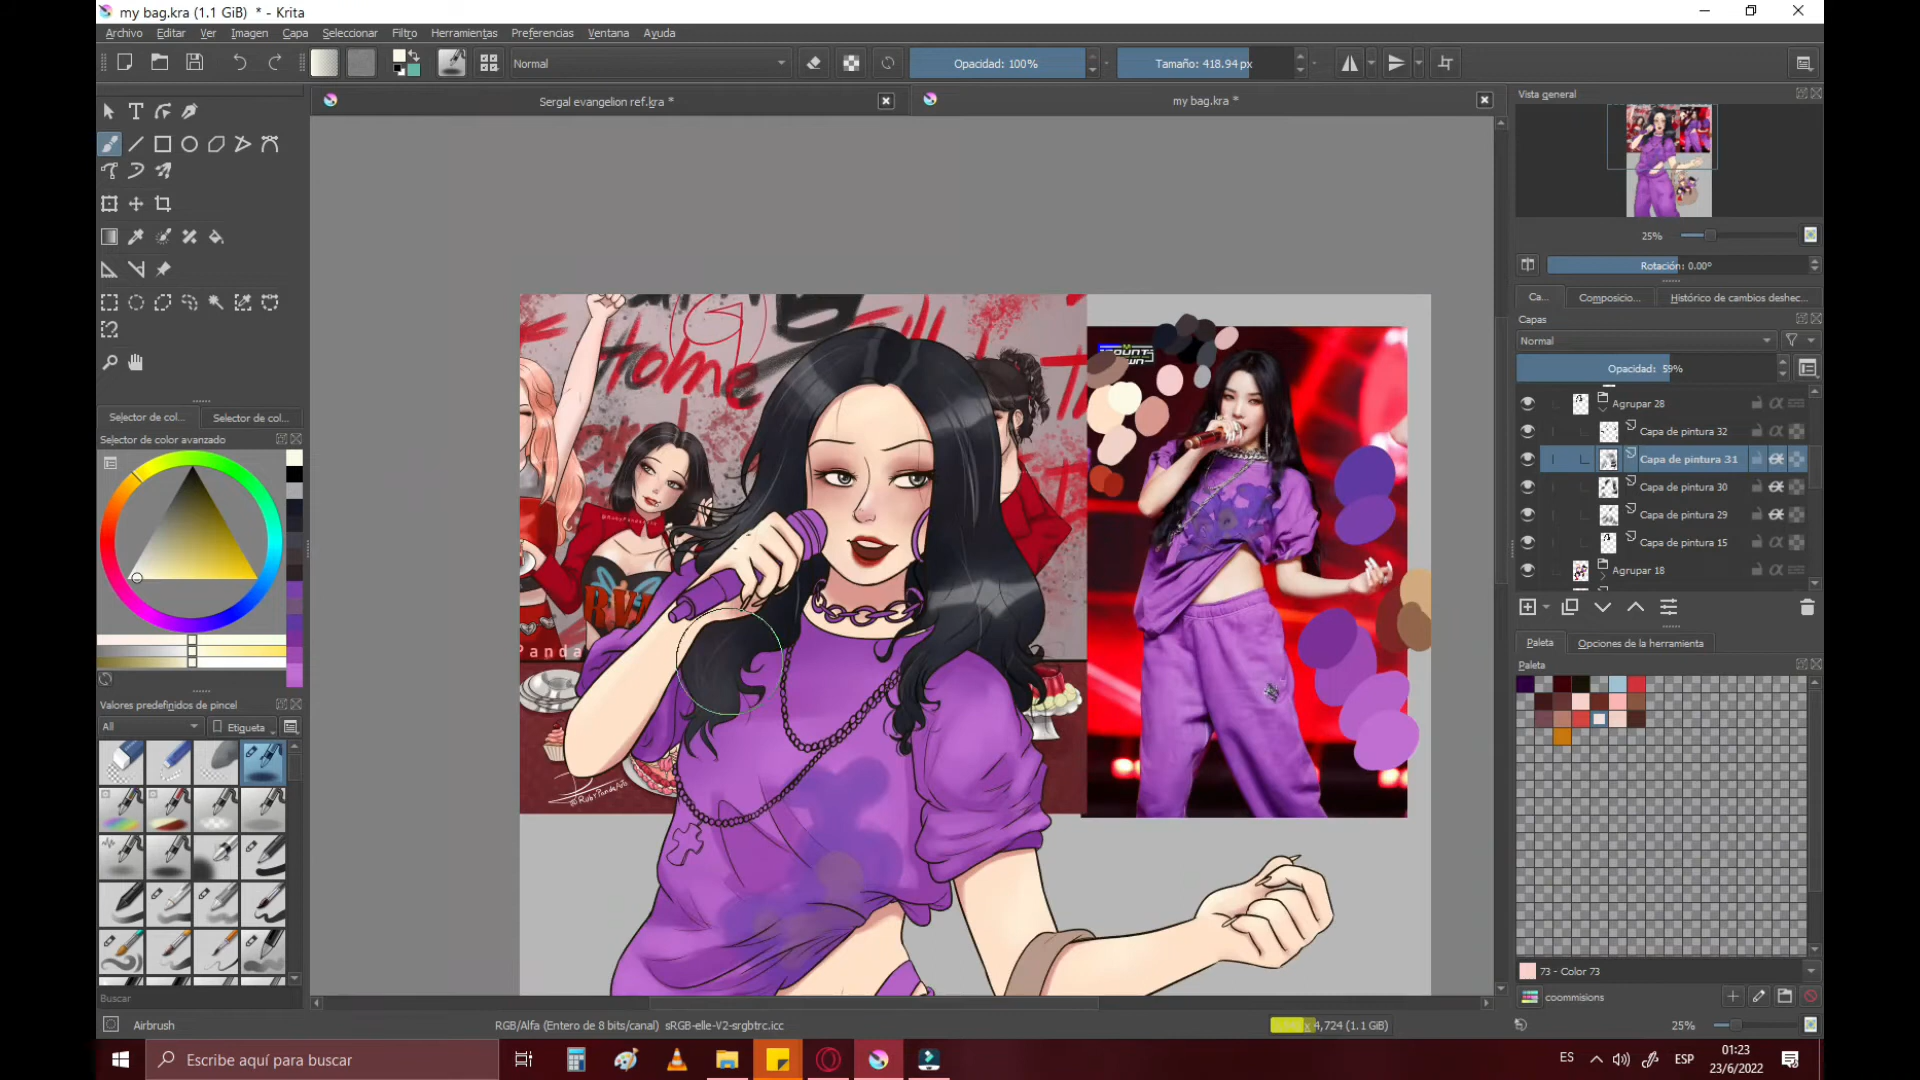 my bag.kra (1.1 GiB) * - Krita
Archivo Editar Ver Imagen Capa Seleccionar Filtro Herramientas Preferencias Ventana Ayuda
Normal
Opacidad: 100%
Tamaño: 418.94 px
Sergal evangelion ref.kra *
my bag.kra *
Vista general
25%
Rotación: 0.00º
Ca...
Composicio...
Histórico de cambios deshec...
Capas
Normal
Opacidad: 59%
Agrupar 28
Capa de pintura 32
Capa de pintura 31
Capa de pintura 30
Capa de pintura 29
Capa de pintura 15
Agrupar 18
Selector de col...
Selector de col...
Selector de color avanzado
Valores predefinidos de pincel
All
Etiqueta
Buscar
Home
@RubyPandaArts
Paleta
Opciones de la herramienta
Paleta
73 - Color 73
coommisions
Airbrush
RGB/Alfa (Entero de 8 bits/canal) sRGB-elle-V2-srgbtrc.icc
4,724 (1.1 GiB)
25%
Escribe aquí para buscar
ES
ESP
01:23
23/6/2022